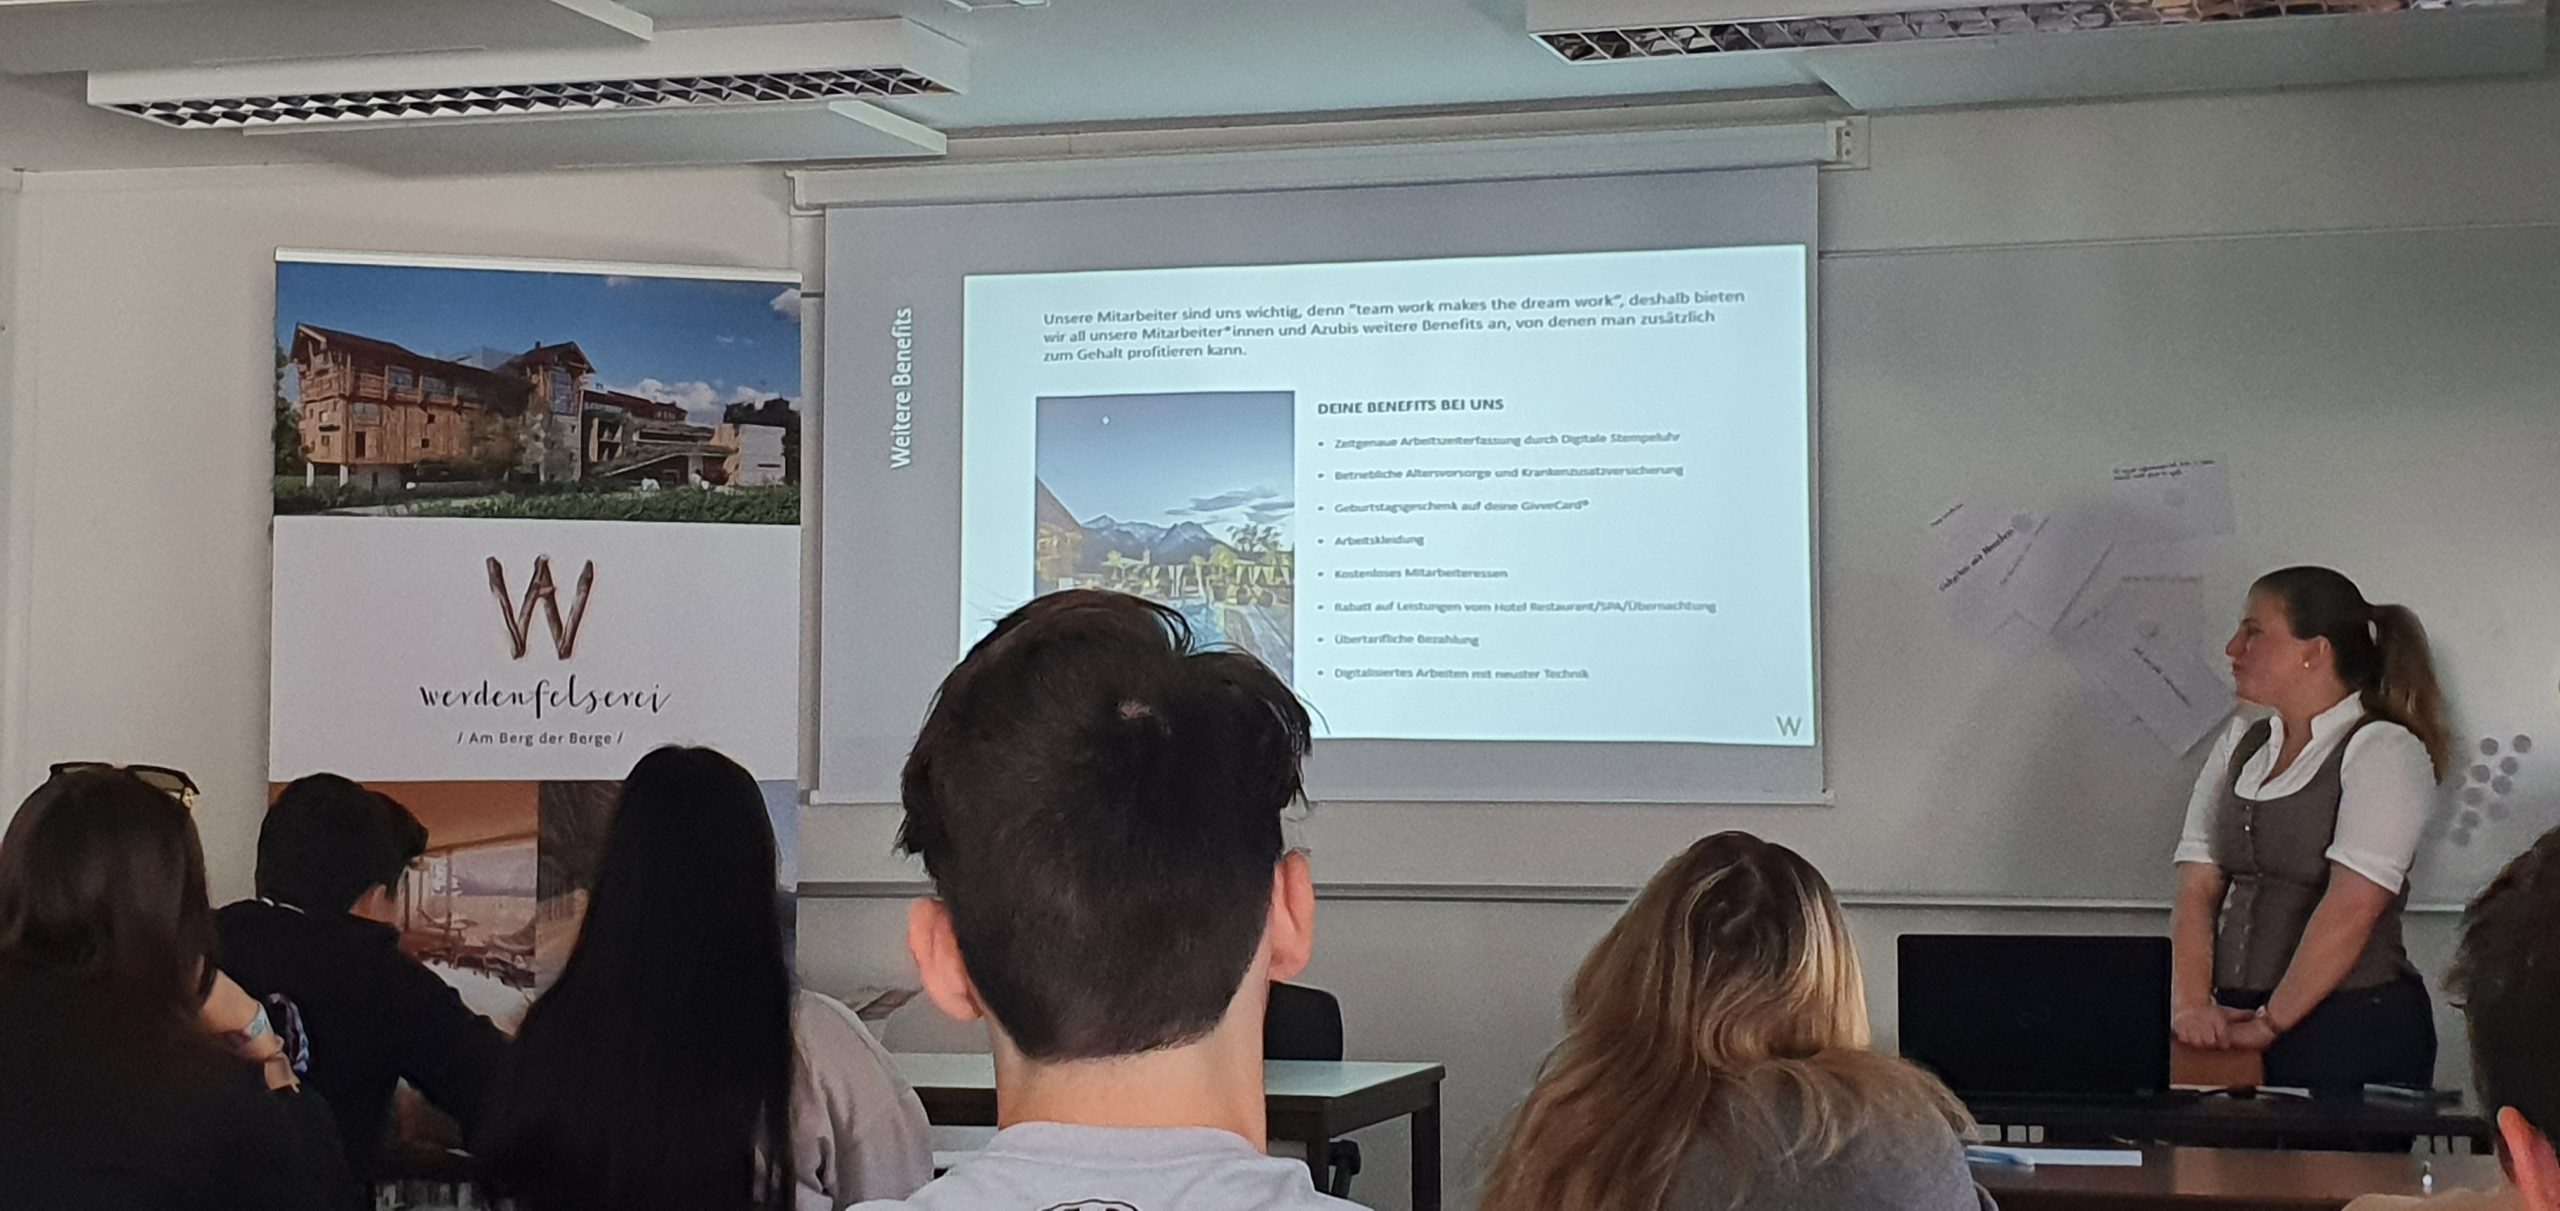 W
werdenfelserei
/ Am Berg der Berge /
Weitere Benefits
Unsere Mitarbeiter sind uns wichtig, denn "team work makes the dream work", deshalb bieten
wir all unsere Mitarbeiter*innen und Azubis weitere Benefits an, von denen man zusätzlich
zum Gehalt profitieren kann.
DEINE BENEFITS BEI UNS
• Zeitgenaue Arbeitszeiterfassung durch Digitale Stempeluhr
• Betriebliche Altersvorsorge und Krankenzusatzversicherung
• Geburtstagsgeschenk auf deine GivveCard®
• Arbeitskleidung
• Kostenloses Mitarbeiteressen
• Rabatt auf Leistungen vom Hotel Restaurant/SPA/Übernachtung
• Übertarifliche Bezahlung
• Digitalisiertes Arbeiten mit neuster Technik
W